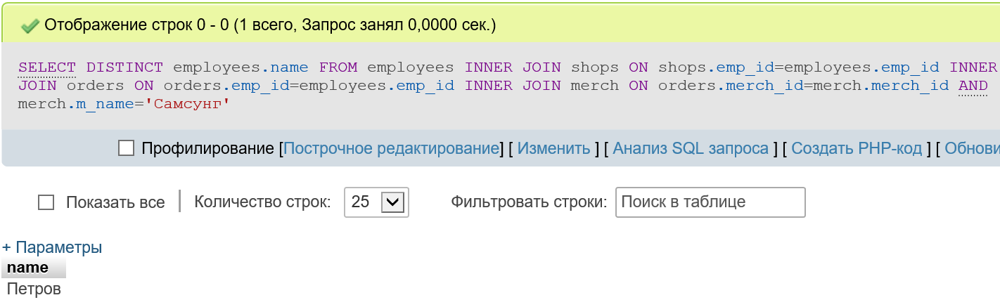 Отображение строк 0 - 0 (1 всего, Запрос занял 0,0000 сек.)
SELECT DISTINCT employees.name FROM employees INNER JOIN shops ON shops.emp_id=employees.emp_id INNER
JOIN orders ON orders.emp_id=employees.emp_id INNER JOIN merch ON orders.merch_id=merch.merch_id AND
merch.m_name='Самсунг'
Профилирование [Построчное редактирование] [ Изменить ] [ Анализ SQL запроса ] [ Создать PHP-код ] [ Обнови
Показать все | Количество строк: 25 Фильтровать строки: Поиск в таблице
+ Параметры
name
Петров